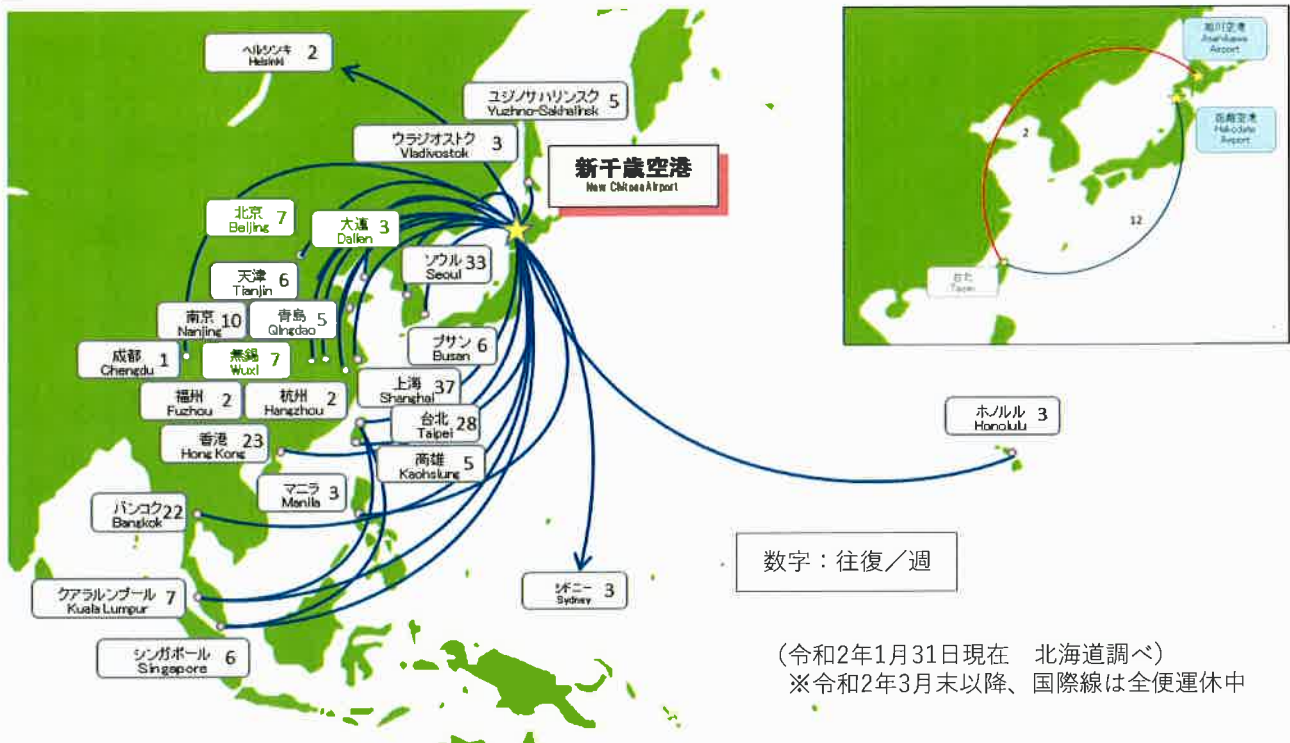 ヘルシンキ 2
Helsinki
ユジノサハリンスク 5
Yuzhno-Sakhalinsk
ウラジオストク 3
Vladivostok
新千歳空港
New Chitose Airport
北京 7
Beijing
大連 3
Dalian
天津 6
Tianjin
ソウル 33
Seoul
南京 10
Nanjing
青島 5
Qingdao
成都 1
Chengdu
無錫 7
Wuxi
プサン 6
Busan
福州 2
Fuzhou
杭州 2
Hangzhou
上海 37
Shanghai
台北 28
Taipei
香港 23
Hong Kong
高雄 5
Kaohsiung
マニラ 3
Manila
バンコク 22
Bangkok
クアラルンプール 7
Kuala Lumpur
シンガポール 6
Singapore
シドニー 3
Sydney
ホノルル 3
Honolulu
旭川空港
Asahikawa
Airport
函館空港
Hakodate
Airport
2
12
台北
Taipei
数字：往復／週
（令和2年1月31日現在　北海道調べ）
※令和2年3月末以降、国際線は全便運休中